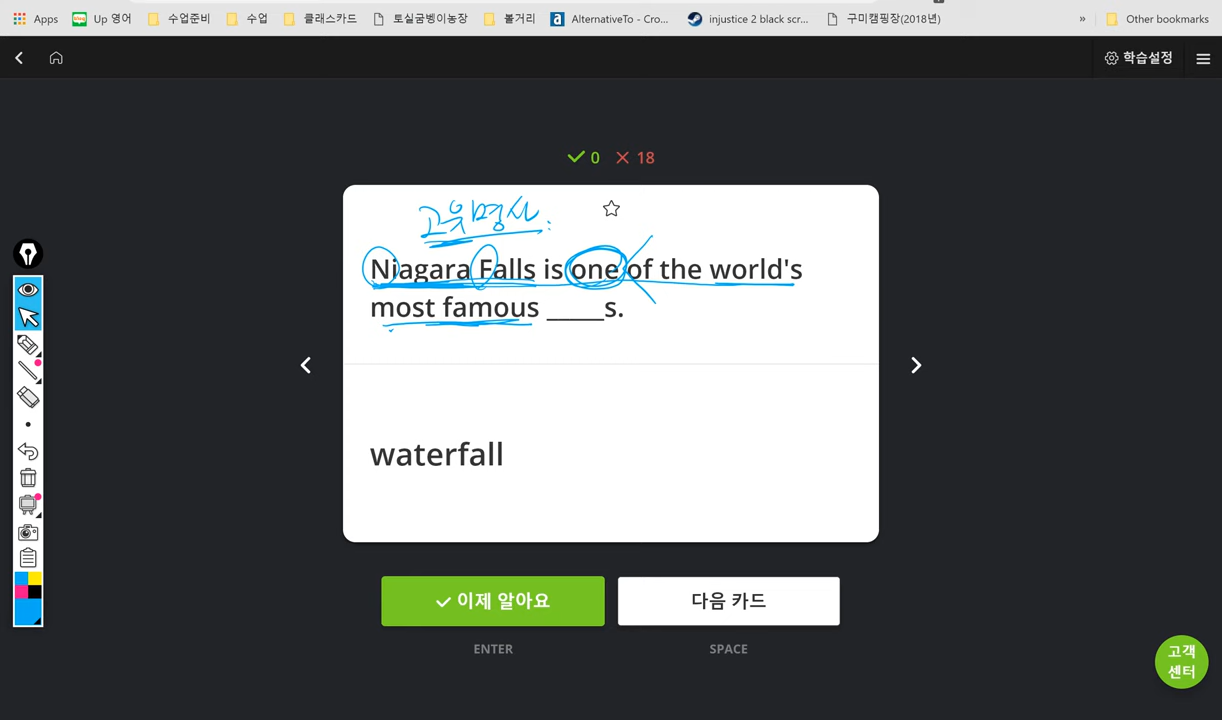 Apps Up 영어 수업준비 수업 클래스카드 토실굼벵이농장 볼거리 AlternativeTo - Cro... injustice 2 black scr... 구미캠핑장(2018년) » Other bookmarks
학습설정
0 18
고유명사:
Niagara Falls is one of the world's
most famous _____s.
waterfall
이제 알아요 다음 카드
ENTER SPACE
고객
센터